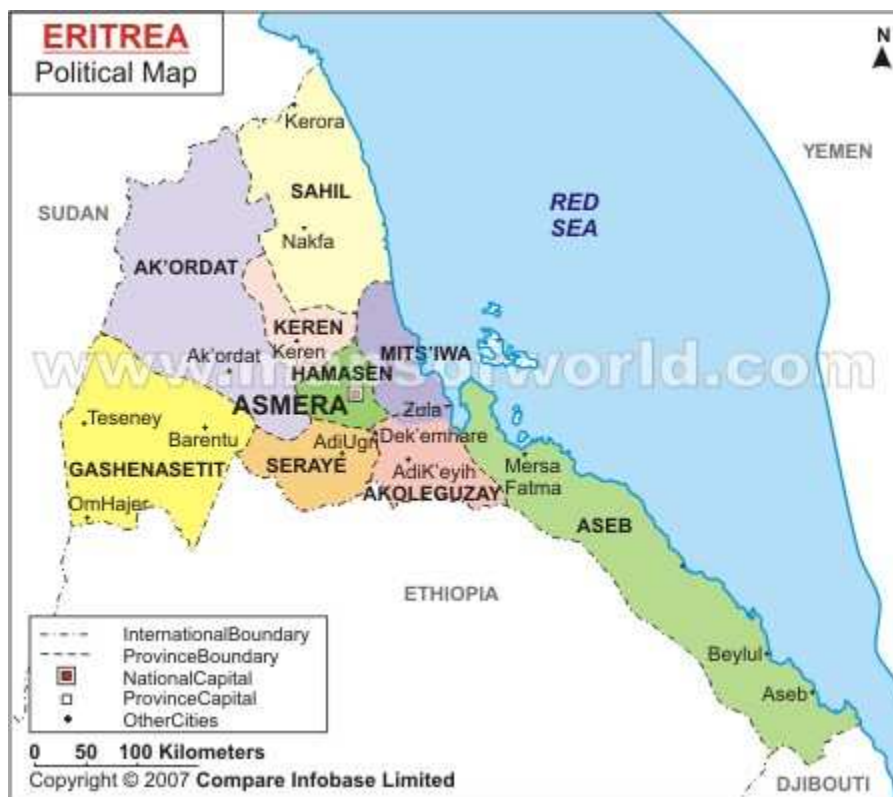 ERITREA
Political Map
N
Kerora
YEMEN
SAHIL
RED
SEA
SUDAN
Nakfa
AK'ORDAT
KEREN
Keren
Ak'ordat
MITS'IWA
HAMASEN
ASMERA
Zula
Teseney
Barentu
AdiUgri
Dek'emhare
SERAYE
GASHENASETIT
AdiK'eyih
Mersa
Fatma
AKOLEGUZAY
OmHajer
ASEB
ETHIOPIA
Beylul
Aseb
InternationalBoundary
ProvinceBoundary
NationalCapital
ProvinceCapital
OtherCities
0 50 100 Kilometers
Copyright © 2007 Compare Infobase Limited
DJIBOUTI